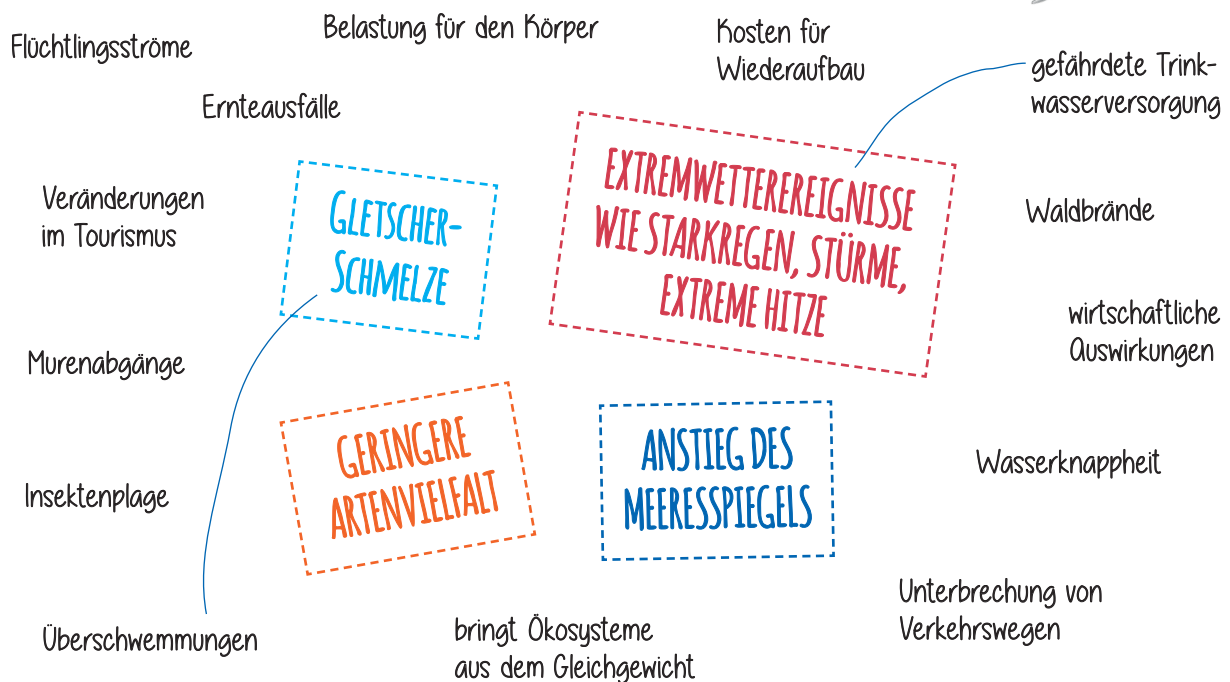 Belastung für den Körper
Kosten für
Wiederaufbau
Flüchtlingsströme
gefährdete Trink-
wasserversorgung
Ernteausfälle
EXTREMWETTEREREIGNISSE
WIE STARKREGEN, STÜRME,
EXTREME HITZE
Veränderungen
im Tourismus
GLETSCHER-
SCHMELZE
Waldbrände
wirtschaftliche
Auswirkungen
Murenabgänge
GERINGERE
ARTENVIELFALT
ANSTIEG DES
MEERESSPIEGELS
Wasserknappheit
Insektenplage
Unterbrechung von
Verkehrswegen
Überschwemmungen
bringt Ökosysteme
aus dem Gleichgewicht